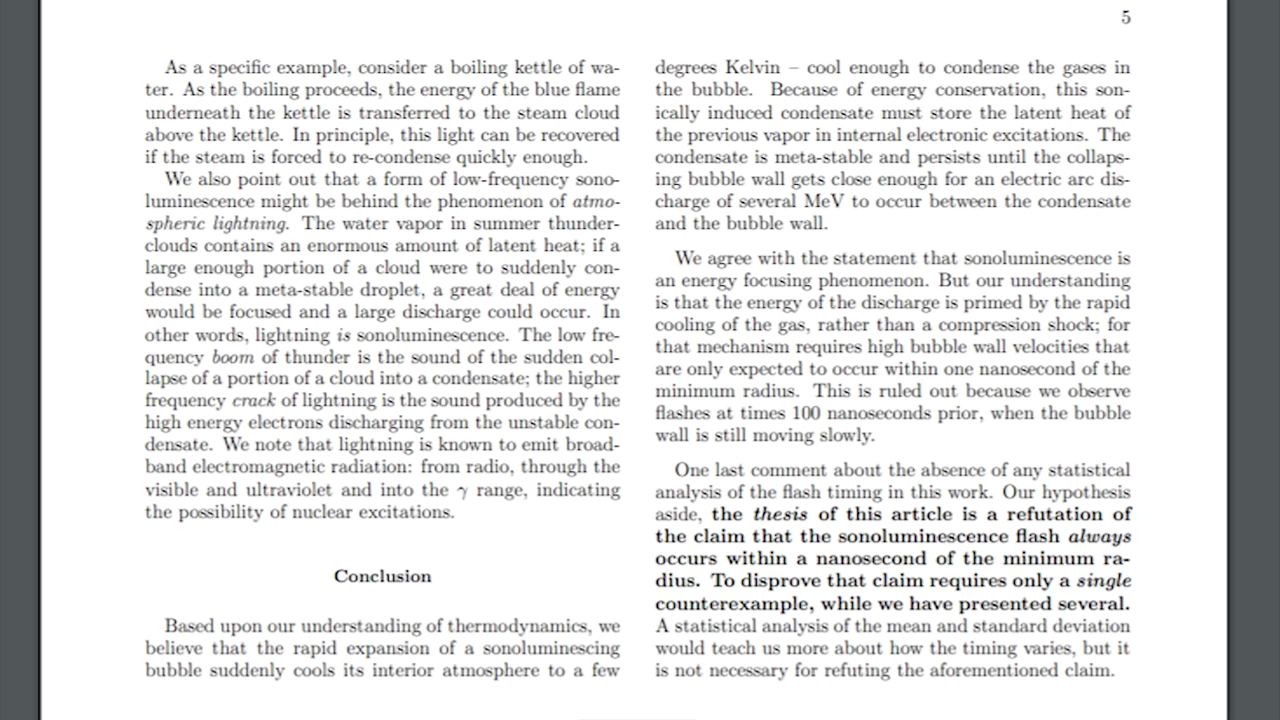 5
As a specific example, consider a boiling kettle of wa-
ter. As the boiling proceeds, the energy of the blue flame
underneath the kettle is transferred to the steam cloud
above the kettle. In principle, this light can be recovered
if the steam is forced to re-condense quickly enough.
We also point out that a form of low-frequency sono-
luminescence might be behind the phenomenon of atmo-
spheric lightning. The water vapor in summer thunder-
clouds contains an enormous amount of latent heat; if a
large enough portion of a cloud were to suddenly con-
dense into a meta-stable droplet, a great deal of energy
would be focused and a large discharge could occur. In
other words, lightning is sonoluminescence. The low fre-
quency boom of thunder is the sound of the sudden col-
lapse of a portion of a cloud into a condensate; the higher
frequency crack of lightning is the sound produced by the
high energy electrons discharging from the unstable con-
densate. We note that lightning is known to emit broad-
band electromagnetic radiation: from radio, through the
visible and ultraviolet and into the γ range, indicating
the possibility of nuclear excitations.
Conclusion
Based upon our understanding of thermodynamics, we
believe that the rapid expansion of a sonoluminescing
bubble suddenly cools its interior atmosphere to a few
degrees Kelvin – cool enough to condense the gases in
the bubble. Because of energy conservation, this son-
ically induced condensate must store the latent heat of
the previous vapor in internal electronic excitations. The
condensate is meta-stable and persists until the collaps-
ing bubble wall gets close enough for an electric arc dis-
charge of several MeV to occur between the condensate
and the bubble wall.
We agree with the statement that sonoluminescence is
an energy focusing phenomenon. But our understanding
is that the energy of the discharge is primed by the rapid
cooling of the gas, rather than a compression shock; for
that mechanism requires high bubble wall velocities that
are only expected to occur within one nanosecond of the
minimum radius. This is ruled out because we observe
flashes at times 100 nanoseconds prior, when the bubble
wall is still moving slowly.
One last comment about the absence of any statistical
analysis of the flash timing in this work. Our hypothesis
aside, the thesis of this article is a refutation of
the claim that the sonoluminescence flash always
occurs within a nanosecond of the minimum ra-
dius. To disprove that claim requires only a single
counterexample, while we have presented several.
A statistical analysis of the mean and standard deviation
would teach us more about how the timing varies, but it
is not necessary for refuting the aforementioned claim.